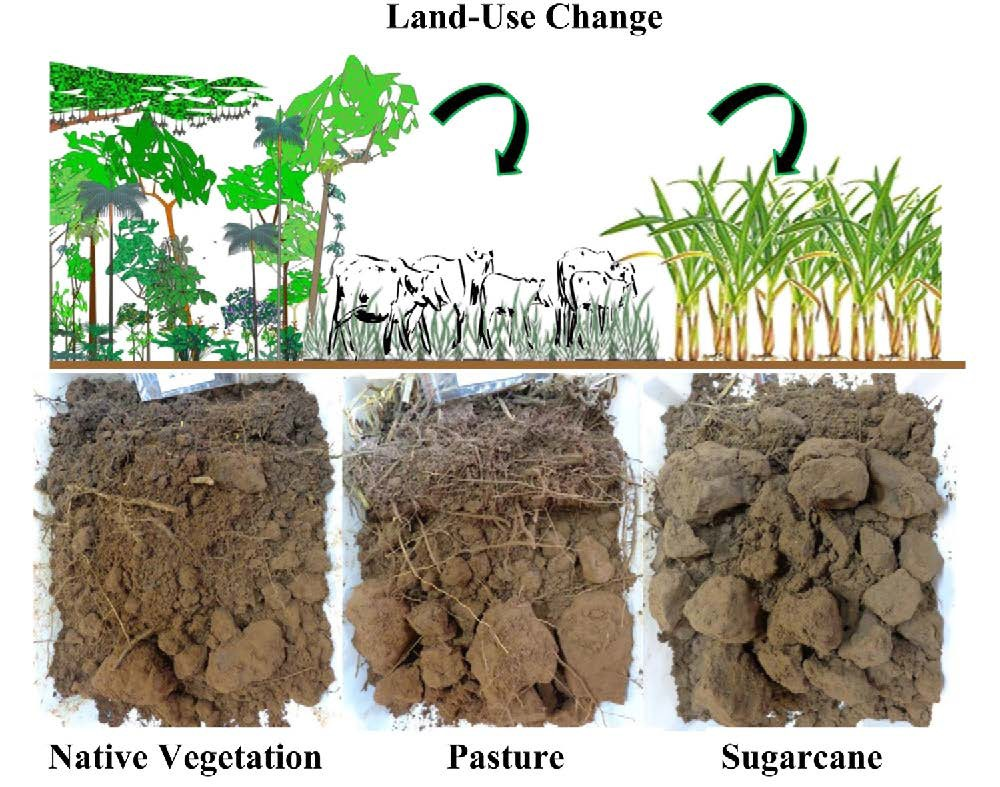 Land-Use Change
Native Vegetation
Pasture
Sugarcane